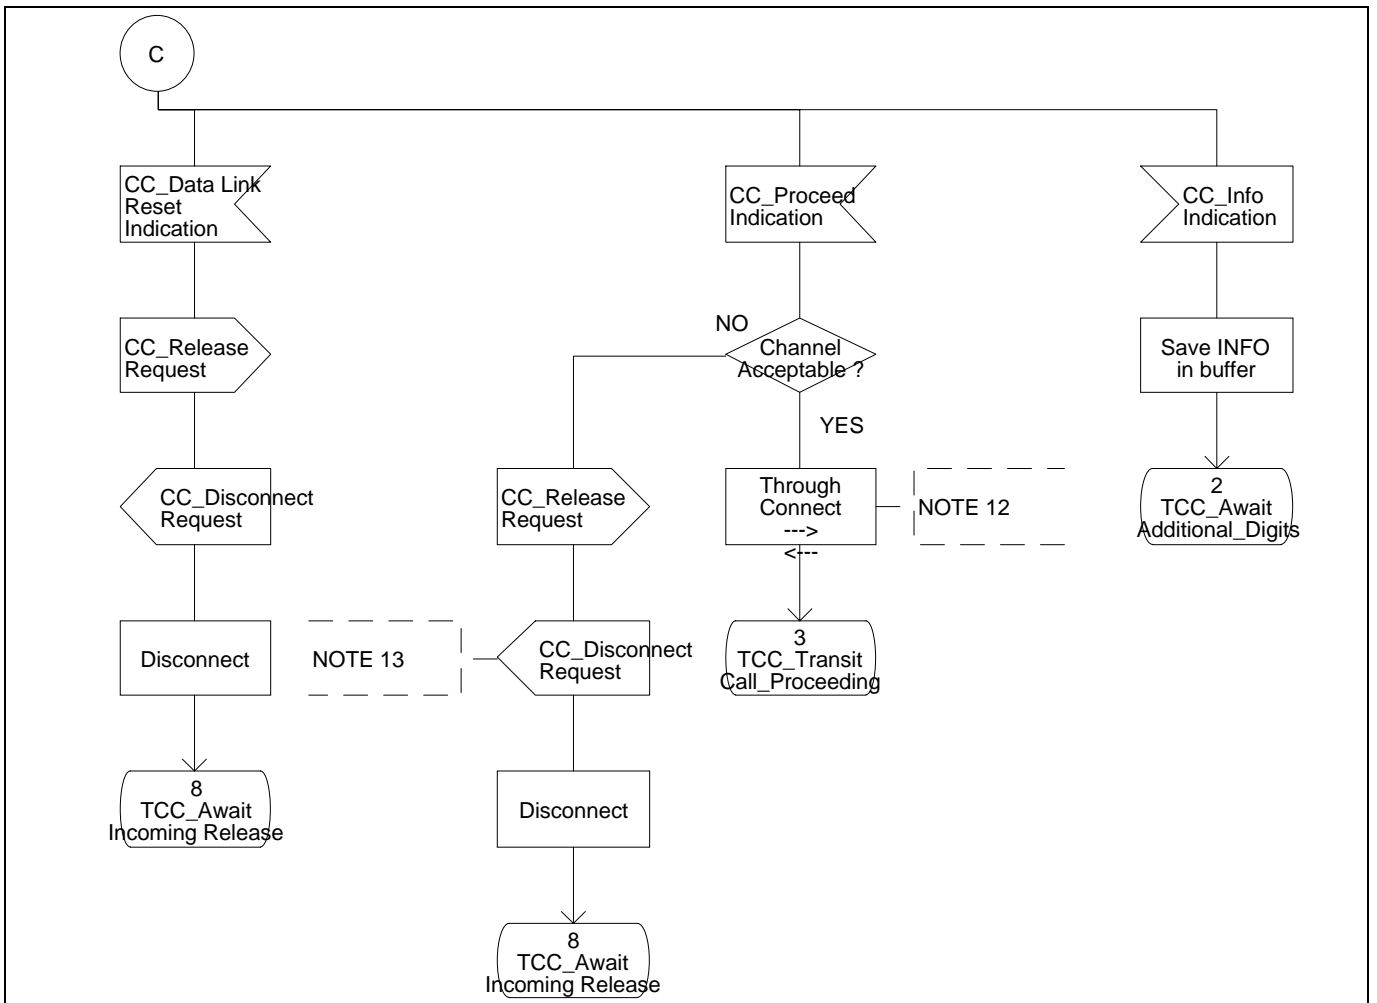 C
CC_Data Link
Reset
Indication
CC_Proceed
Indication
CC_Info
Indication
CC_Release
Request
NO
Channel
Acceptable ?
YES
Save INFO
in buffer
CC_Disconnect
Request
CC_Release
Request
Through
Connect
--->
<---
NOTE 12
2
TCC_Await
Additional_Digits
Disconnect
NOTE 13
CC_Disconnect
Request
3
TCC_Transit
Call_Proceeding
8
TCC_Await
Incoming Release
Disconnect
8
TCC_Await
Incoming Release